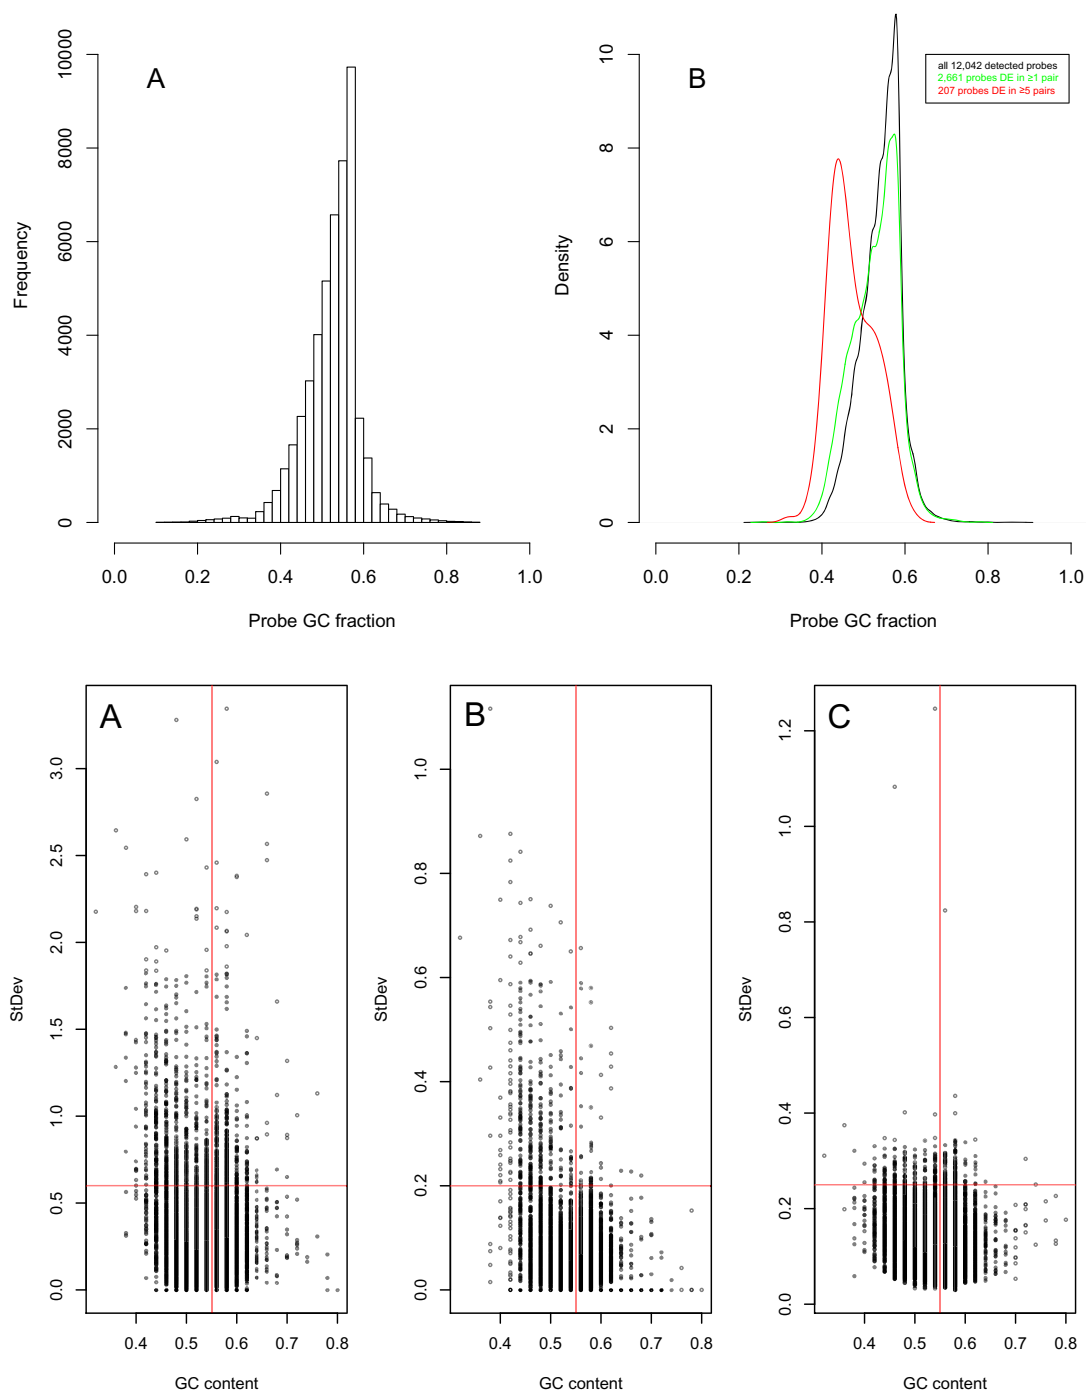 A
Frequency
0
2000
4000
6000
8000
10000
0.0 0.2 0.4 0.6 0.8 1.0
Probe GC fraction
B
all 12,042 detected probes
2,661 probes DE in ≥1 pair
207 probes DE in ≥5 pairs
Density
0
2
4
6
8
10
0.0 0.2 0.4 0.6 0.8 1.0
Probe GC fraction
A
StDev
0.0
0.5
1.0
1.5
2.0
2.5
3.0
0.4 0.5 0.6 0.7 0.8
GC content
B
StDev
0.0
0.2
0.4
0.6
0.8
1.0
0.4 0.5 0.6 0.7 0.8
GC content
C
StDev
0.0
0.2
0.4
0.6
0.8
1.0
1.2
0.4 0.5 0.6 0.7 0.8
GC content